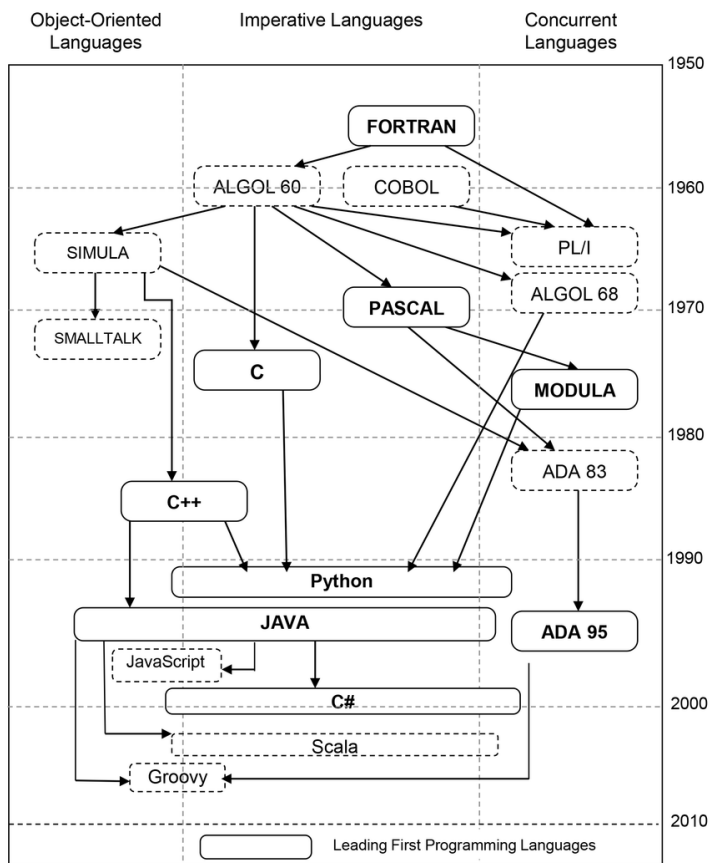 Object-Oriented
Languages
Imperative Languages
Concurrent
Languages
1950
FORTRAN
ALGOL 60
COBOL
1960
SIMULA
PL/I
ALGOL 68
PASCAL
1970
SMALLTALK
C
MODULA
1980
ADA 83
C++
1990
Python
JAVA
ADA 95
JavaScript
C#
2000
Scala
Groovy
2010
Leading First Programming Languages